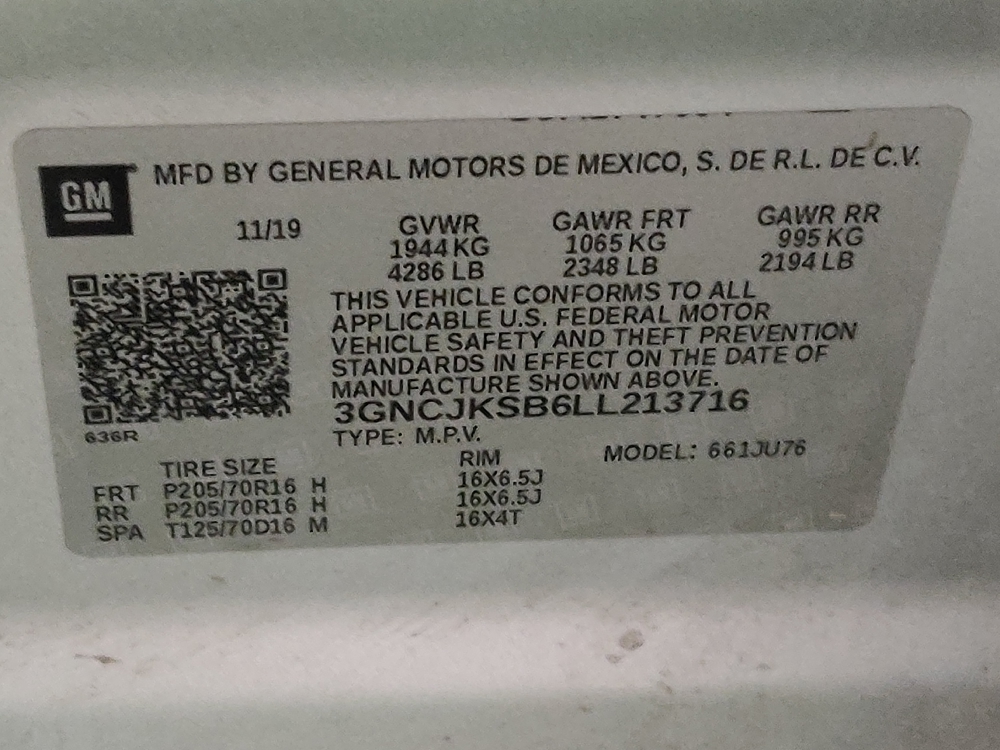 GM
MFD BY GENERAL MOTORS DE MEXICO, S. DE R.L. DE C.V.
11/19 GVWR GAWR FRT GAWR RR
1944 KG 1065 KG 995 KG
4286 LB 2348 LB 2194 LB
THIS VEHICLE CONFORMS TO ALL
APPLICABLE U.S. FEDERAL MOTOR
VEHICLE SAFETY AND THEFT PREVENTION
STANDARDS IN EFFECT ON THE DATE OF
MANUFACTURE SHOWN ABOVE.
3GNCJKSB6LL213716
636R
TYPE: M.P.V. MODEL: 661JU76
TIRE SIZE RIM
FRT P205/70R16 H 16X6.5J
RR P205/70R16 H 16X6.5J
SPA T125/70D16 M 16X4T